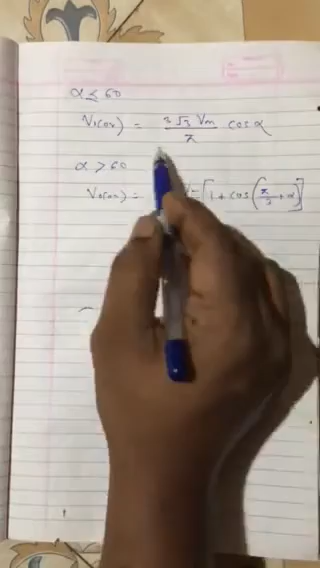 α ≤ 60
V₀(av) = 3√3 Vm / π cos α
α > 60
V₀(av) = [1 + cos(π/3 + α)]